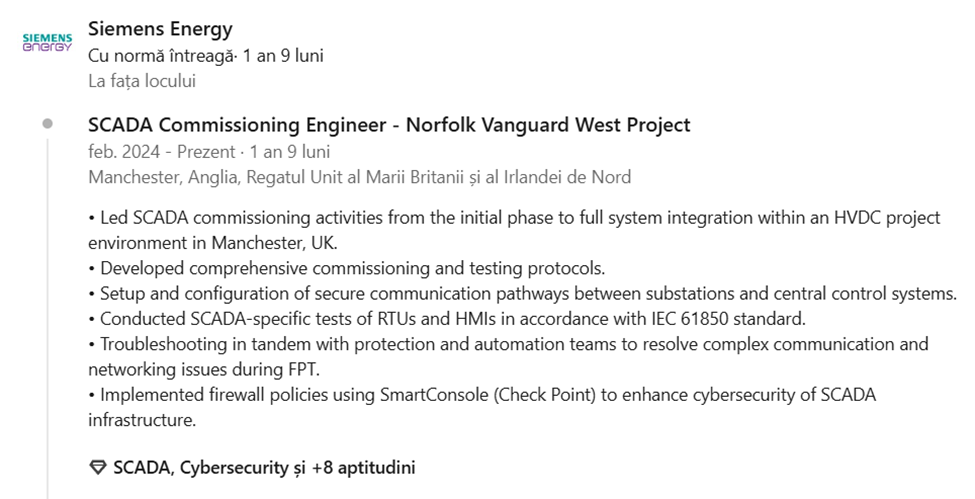 SIEMENS
energy
Siemens Energy
Cu normă întreagă· 1 an 9 luni
La fața locului
SCADA Commissioning Engineer - Norfolk Vanguard West Project
feb. 2024 - Prezent · 1 an 9 luni
Manchester, Anglia, Regatul Unit al Marii Britanii și al Irlandei de Nord
• Led SCADA commissioning activities from the initial phase to full system integration within an HVDC project
environment in Manchester, UK.
• Developed comprehensive commissioning and testing protocols.
• Setup and configuration of secure communication pathways between substations and central control systems.
• Conducted SCADA-specific tests of RTUs and HMIs in accordance with IEC 61850 standard.
• Troubleshooting in tandem with protection and automation teams to resolve complex communication and
networking issues during FPT.
• Implemented firewall policies using SmartConsole (Check Point) to enhance cybersecurity of SCADA
infrastructure.
SCADA, Cybersecurity și +8 aptitudini